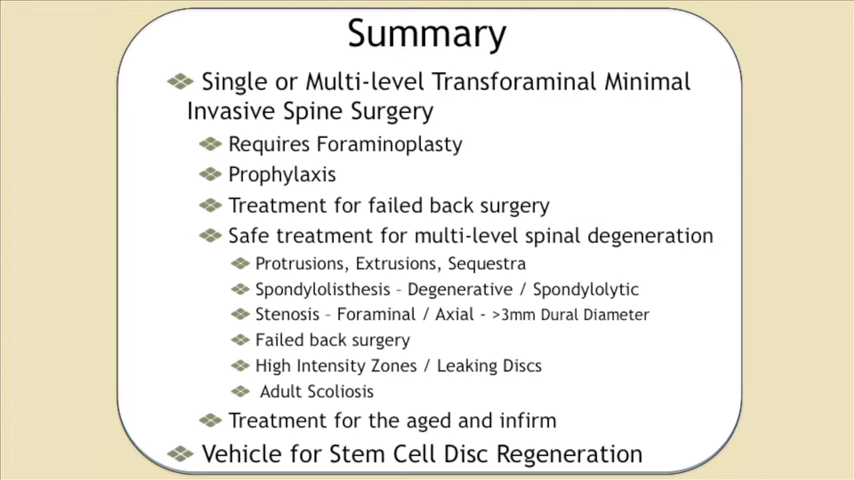 Summary
Single or Multi-level Transforaminal Minimal
Invasive Spine Surgery
Requires Foraminoplasty
Prophylaxis
Treatment for failed back surgery
Safe treatment for multi-level spinal degeneration
Protrusions, Extrusions, Sequestra
Spondylolisthesis – Degenerative / Spondylolytic
Stenosis – Foraminal / Axial - >3mm Dural Diameter
Failed back surgery
High Intensity Zones / Leaking Discs
Adult Scoliosis
Treatment for the aged and infirm
Vehicle for Stem Cell Disc Regeneration